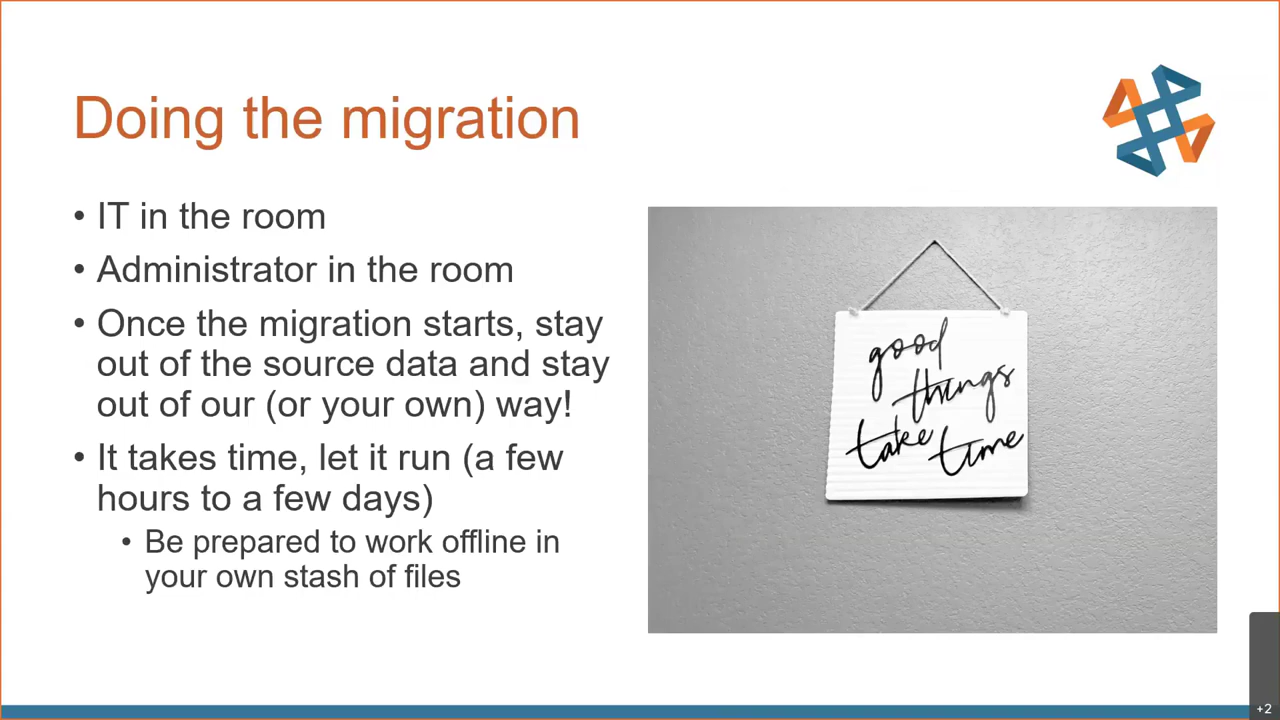 Doing the migration
• IT in the room
• Administrator in the room
• Once the migration starts, stay
out of the source data and stay
out of our (or your own) way!
• It takes time, let it run (a few
hours to a few days)
• Be prepared to work offline in
your own stash of files
good
things
take
time
+2